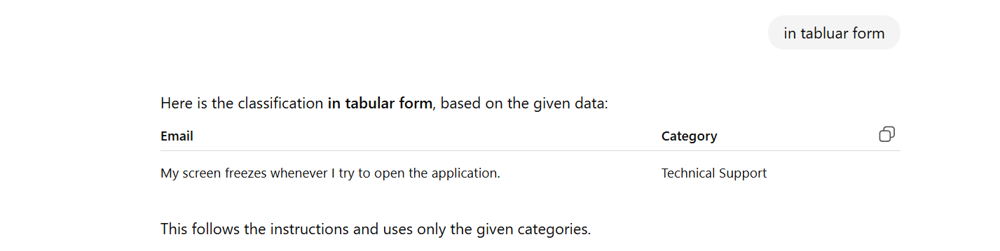 in tabluar form
Here is the classification in tabular form, based on the given data:
Email Category
My screen freezes whenever I try to open the application. Technical Support
This follows the instructions and uses only the given categories.